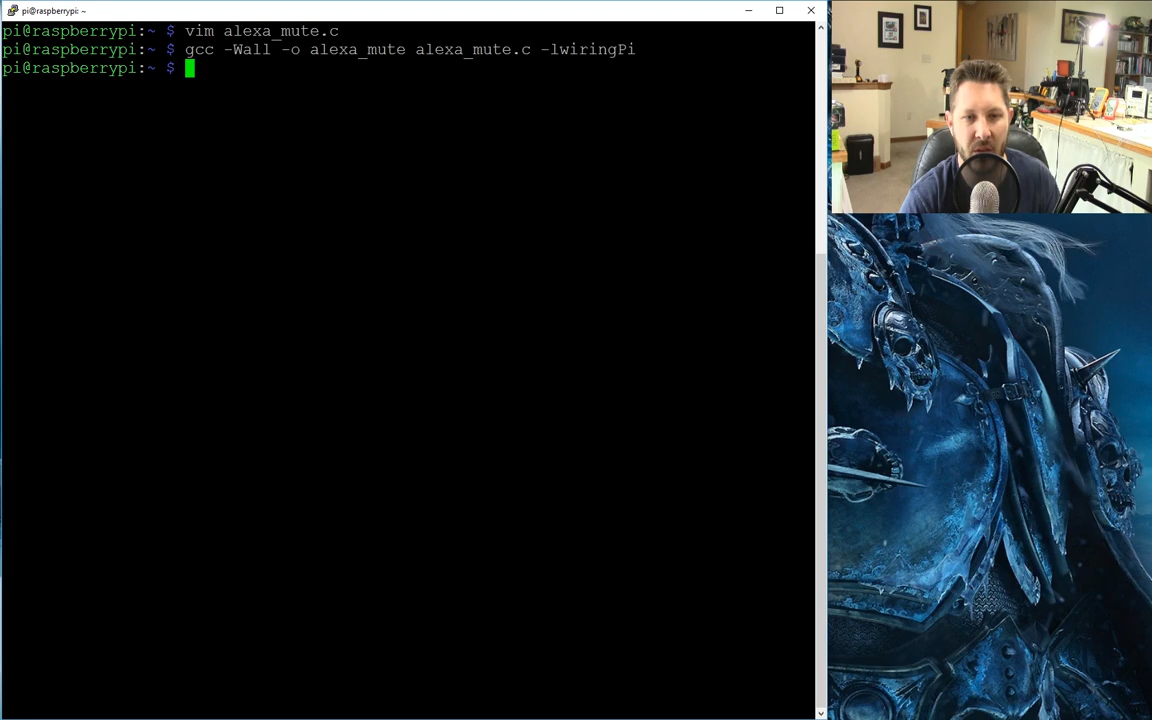 pi@raspberrypi: ~
pi@raspberrypi:~ $ vim alexa_mute.c
pi@raspberrypi:~ $ gcc -Wall -o alexa_mute alexa_mute.c -lwiringPi
pi@raspberrypi:~ $